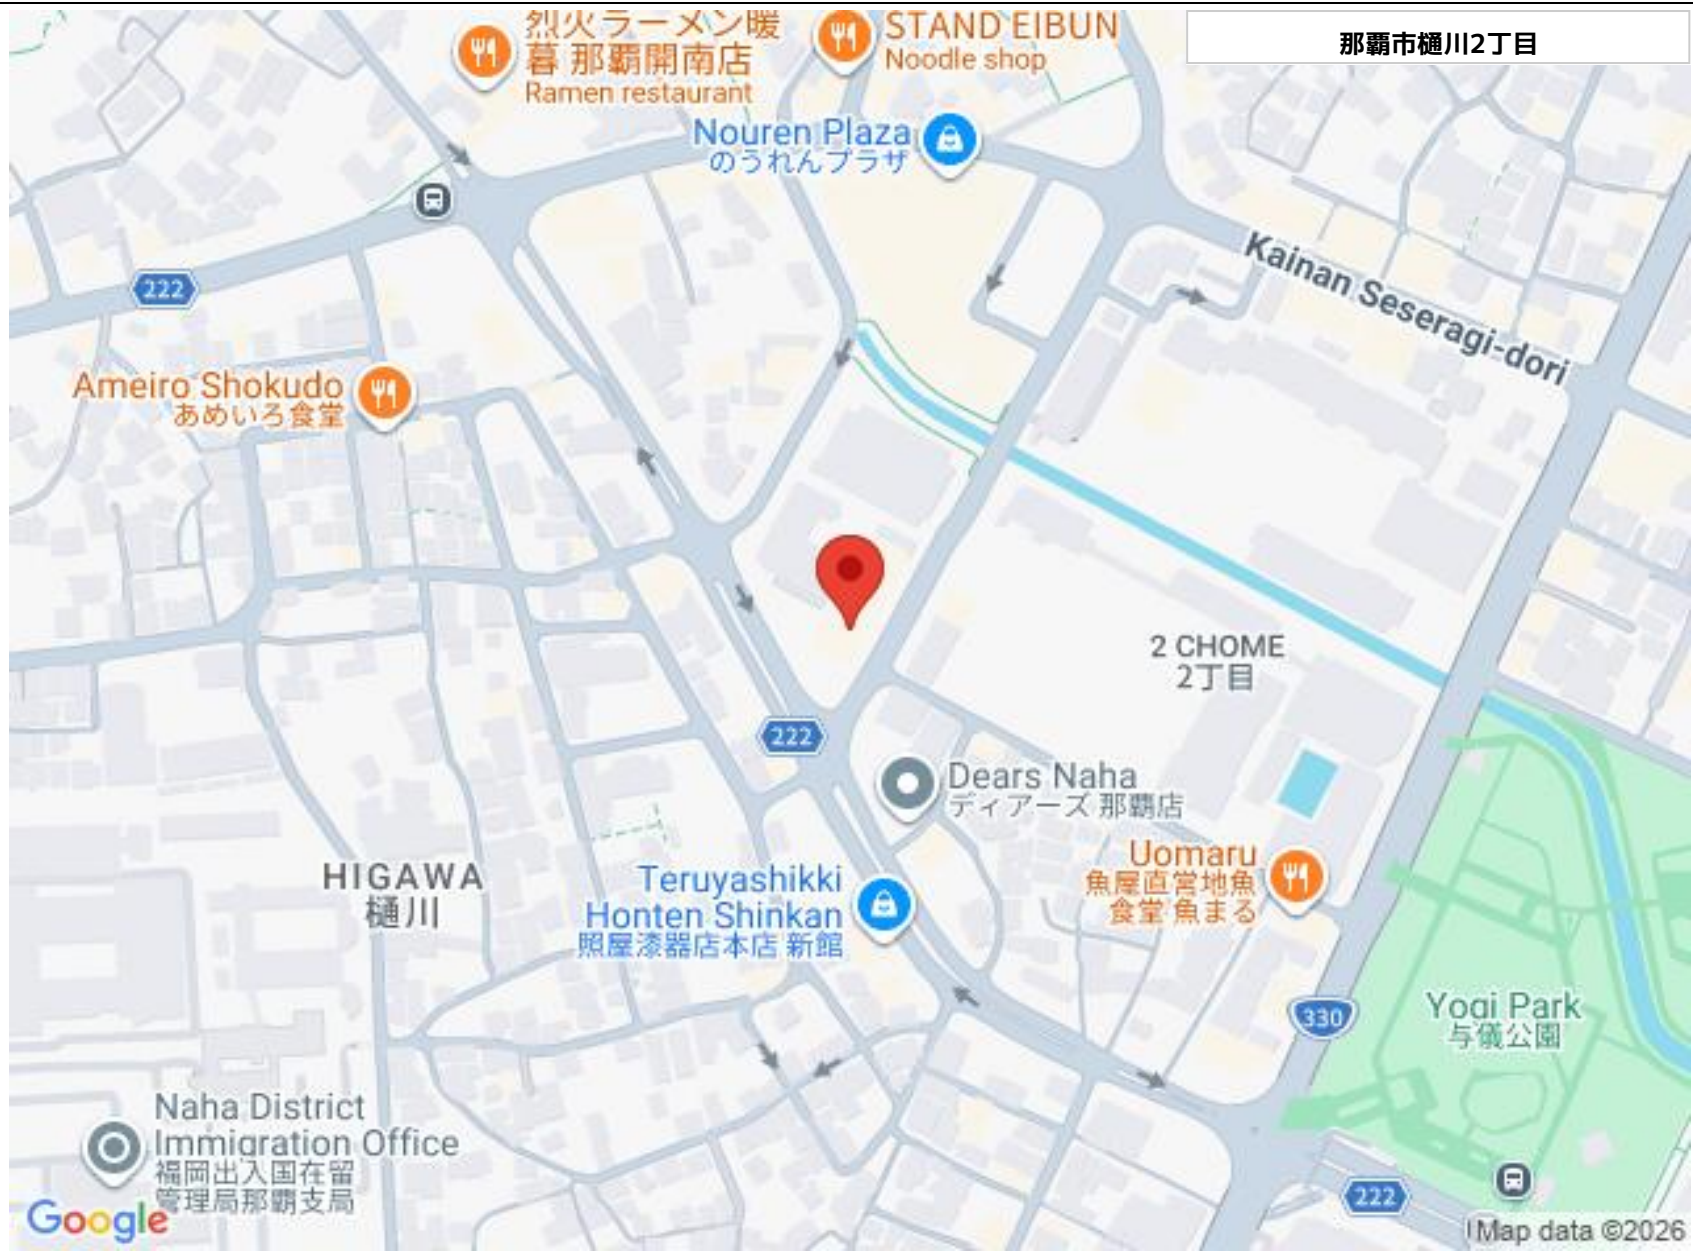 烈火ラーメン暖
暮 那覇開南店
Ramen restaurant
STAND EIBUN
Noodle shop
那覇市樋川2丁目
Nouren Plaza
のうれんプラザ
222
Kainan Seseragi-dori
Ameiro Shokudo
あめいろ食堂
2 CHOME
2丁目
222
Dears Naha
ディアーズ 那覇店
HIGAWA
樋川
Teruyashikki
Honten Shinkan
照屋漆器店本店 新館
Uomaru
魚屋直営地魚
食堂 魚まる
330
Yogi Park
与儀公園
Naha District
Immigration Office
福岡出入国在留
管理局那覇支局
222
Google
Map data ©2026